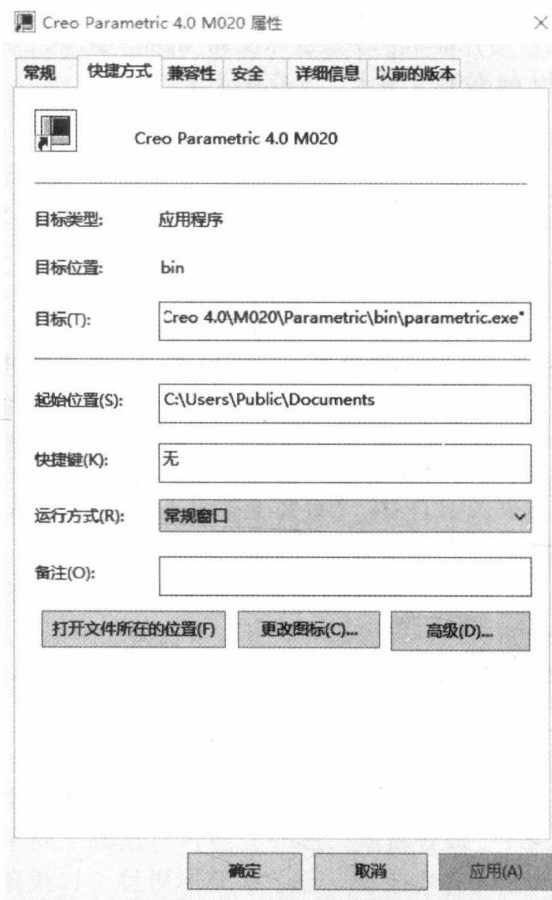 Creo Parametric 4.0 M020 属性
常规 快捷方式 兼容性 安全 详细信息 以前的版本
Creo Parametric 4.0 M020
目标类型: 应用程序
目标位置: bin
目标(T): Creo 4.0\M020\Parametric\bin\parametric.exe"
起始位置(S): C:\Users\Public\Documents
快捷键(K): 无
运行方式(R): 常规窗口
备注(O):
打开文件所在的位置(F) 更改图标(C)... 高级(D)...
确定 取消 应用(A)